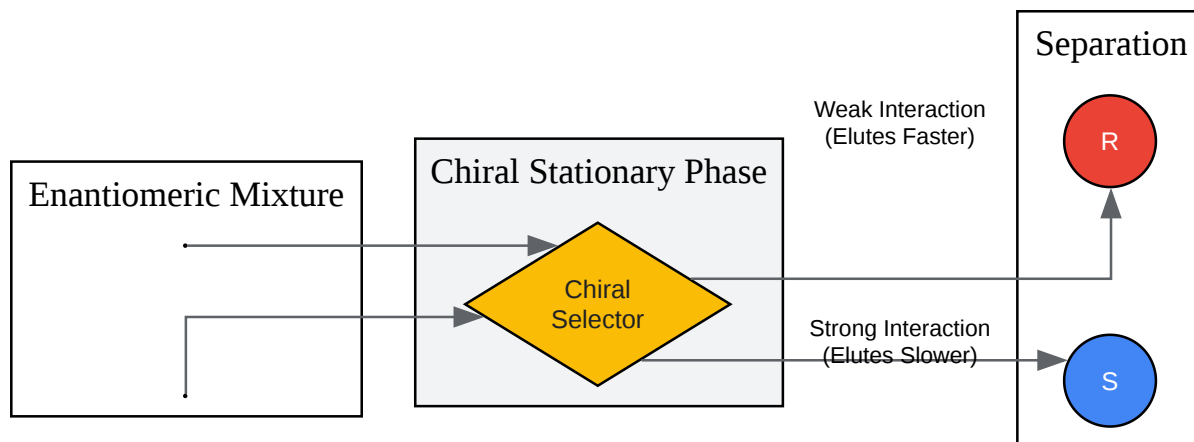 Enantiomeric Mixture
Chiral Stationary Phase
Chiral
Selector
Weak Interaction
(Elutes Faster)
Strong Interaction
(Elutes Slower)
Separation
R
S